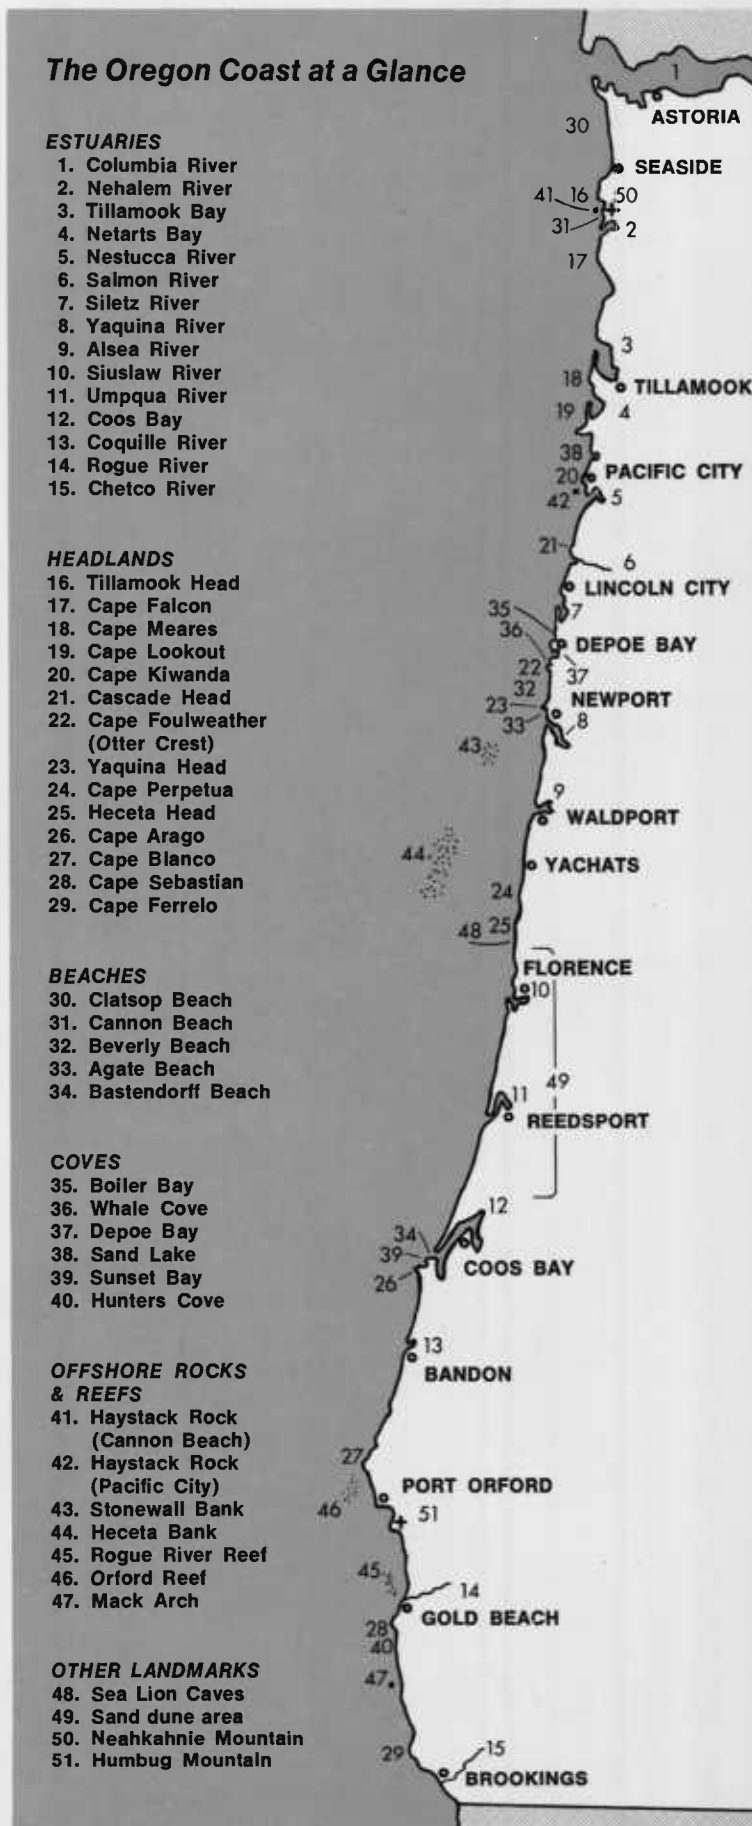 The Oregon Coast at a Glance
ESTUARIES
1. Columbia River
2. Nehalem River
3. Tillamook Bay
4. Netarts Bay
5. Nestucca River
6. Salmon River
7. Siletz River
8. Yaquina River
9. Alsea River
10. Siuslaw River
11. Umpqua River
12. Coos Bay
13. Coquille River
14. Rogue River
15. Chetco River
HEADLANDS
16. Tillamook Head
17. Cape Falcon
18. Cape Meares
19. Cape Lookout
20. Cape Kiwanda
21. Cascade Head
22. Cape Foulweather
(Otter Crest)
23. Yaquina Head
24. Cape Perpetua
25. Heceta Head
26. Cape Arago
27. Cape Blanco
28. Cape Sebastian
29. Cape Ferrelo
BEACHES
30. Clatsop Beach
31. Cannon Beach
32. Beverly Beach
33. Agate Beach
34. Bastendorff Beach
COVES
35. Boiler Bay
36. Whale Cove
37. Depoe Bay
38. Sand Lake
39. Sunset Bay
40. Hunters Cove
OFFSHORE ROCKS
& REEFS
41. Haystack Rock
(Cannon Beach)
42. Haystack Rock
(Pacific City)
43. Stonewall Bank
44. Heceta Bank
45. Rogue River Reef
46. Orford Reef
47. Mack Arch
OTHER LANDMARKS
48. Sea Lion Caves
49. Sand dune area
50. Neahkahnie Mountain
51. Humbug Mountain
1
ASTORIA
30
SEASIDE
41 16 50
31 2
17
3
18
TILLAMOOK
19 4
38
PACIFIC CITY
20
42 5
21
6
LINCOLN CITY
35 7
36
DEPOE BAY
22 37
32
NEWPORT
23
33 8
43
9
WALDPORT
44
YACHATS
24
25
48
FLORENCE
10
49
11
REEDSPORT
12
34
39
COOS BAY
26
13
BANDON
27
PORT ORFORD
46 51
45
14
GOLD BEACH
28
40
47
15
29
BROOKINGS